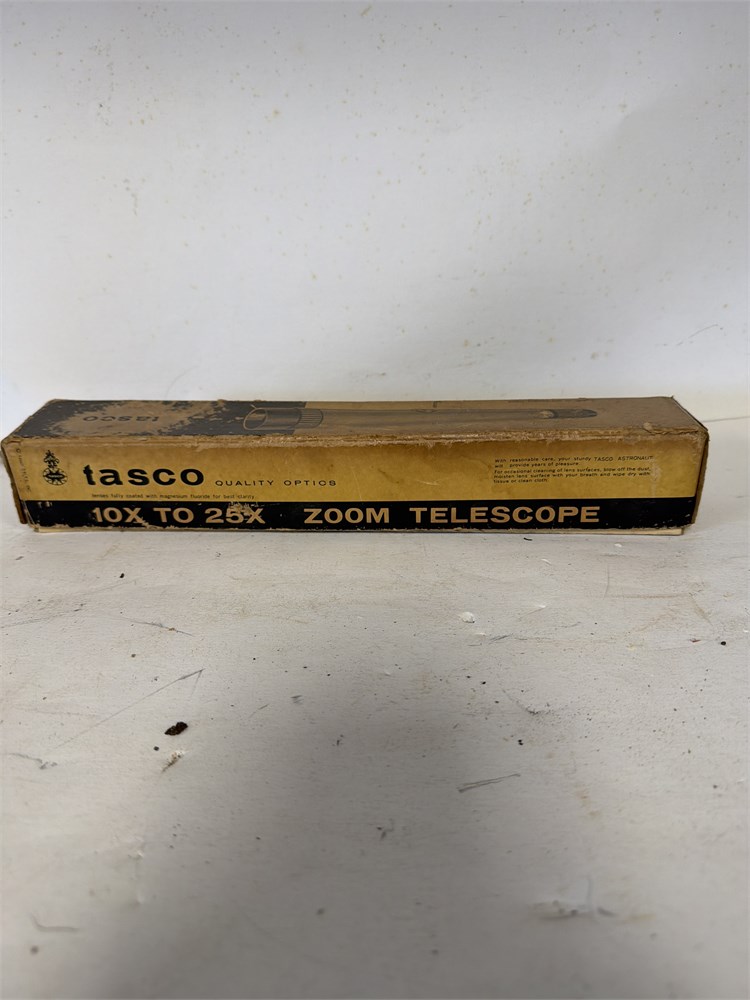 tasco
tasco QUALITY OPTICS
lenses fully coated with magnesium fluoride for best clarity
with reasonable care, your sturdy TASCO ASTRONAUT
will provide years of pleasure.
For occasional cleaning of lens surfaces, blow off the dust,
moisten lens surface with your breath and wipe dry with
tissue or clean cloth.
10X TO 25X ZOOM TELESCOPE